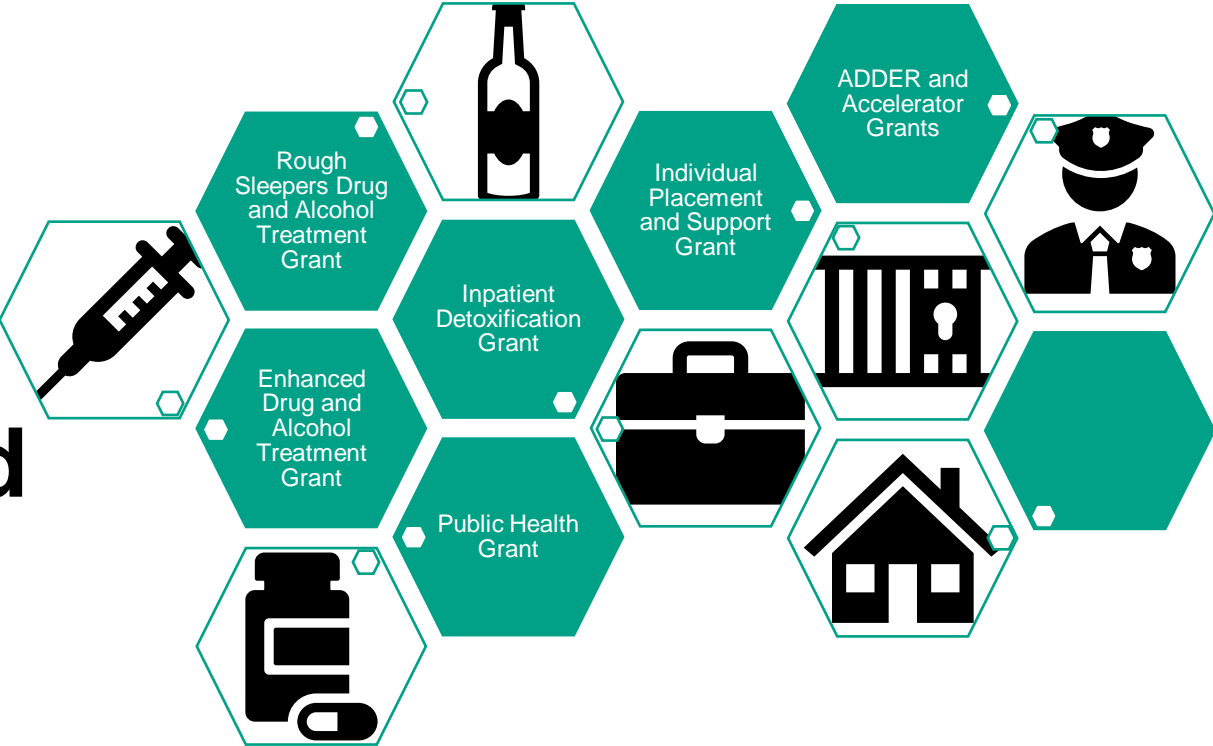 Rough
Sleepers Drug
and Alcohol
Treatment
Grant
Enhanced
Drug and
Alcohol
Treatment
Grant
Inpatient
Detoxification
Grant
Public Health
Grant
Individual
Placement
and Support
Grant
ADDER and
Accelerator
Grants
d